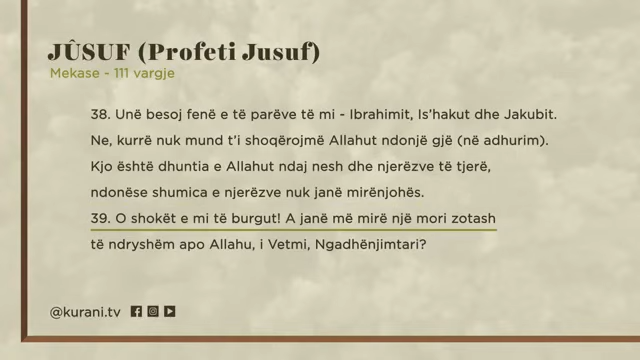 JÛSUF (Profeti Jusuf)
Mekase - 111 vargje
38. Unë besoj fenë e të parëve të mi - Ibrahimit, Is'hakut dhe Jakubit.
Ne, kurrë nuk mund t'i shoqërojmë Allahut ndonjë gjë (në adhurim).
Kjo është dhuntia e Allahut ndaj nesh dhe njerëzve të tjerë,
ndonëse shumica e njerëzve nuk janë mirënjohës.
39. O shokët e mi të burgut! A janë më mirë një mori zotash
të ndryshëm apo Allahu, i Vetmi, Ngadhënjimtari?
@kurani.tv